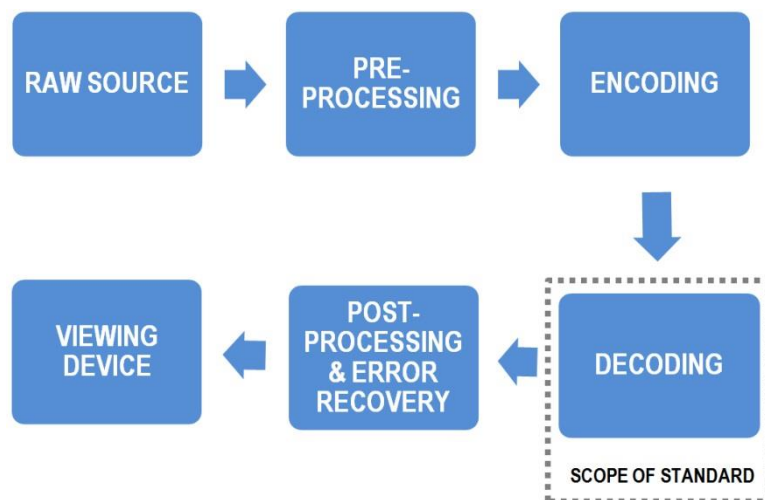 RAW SOURCE
PRE-
PROCESSING
ENCODING
VIEWING
DEVICE
POST-
PROCESSING
& ERROR
RECOVERY
DECODING
SCOPE OF STANDARD